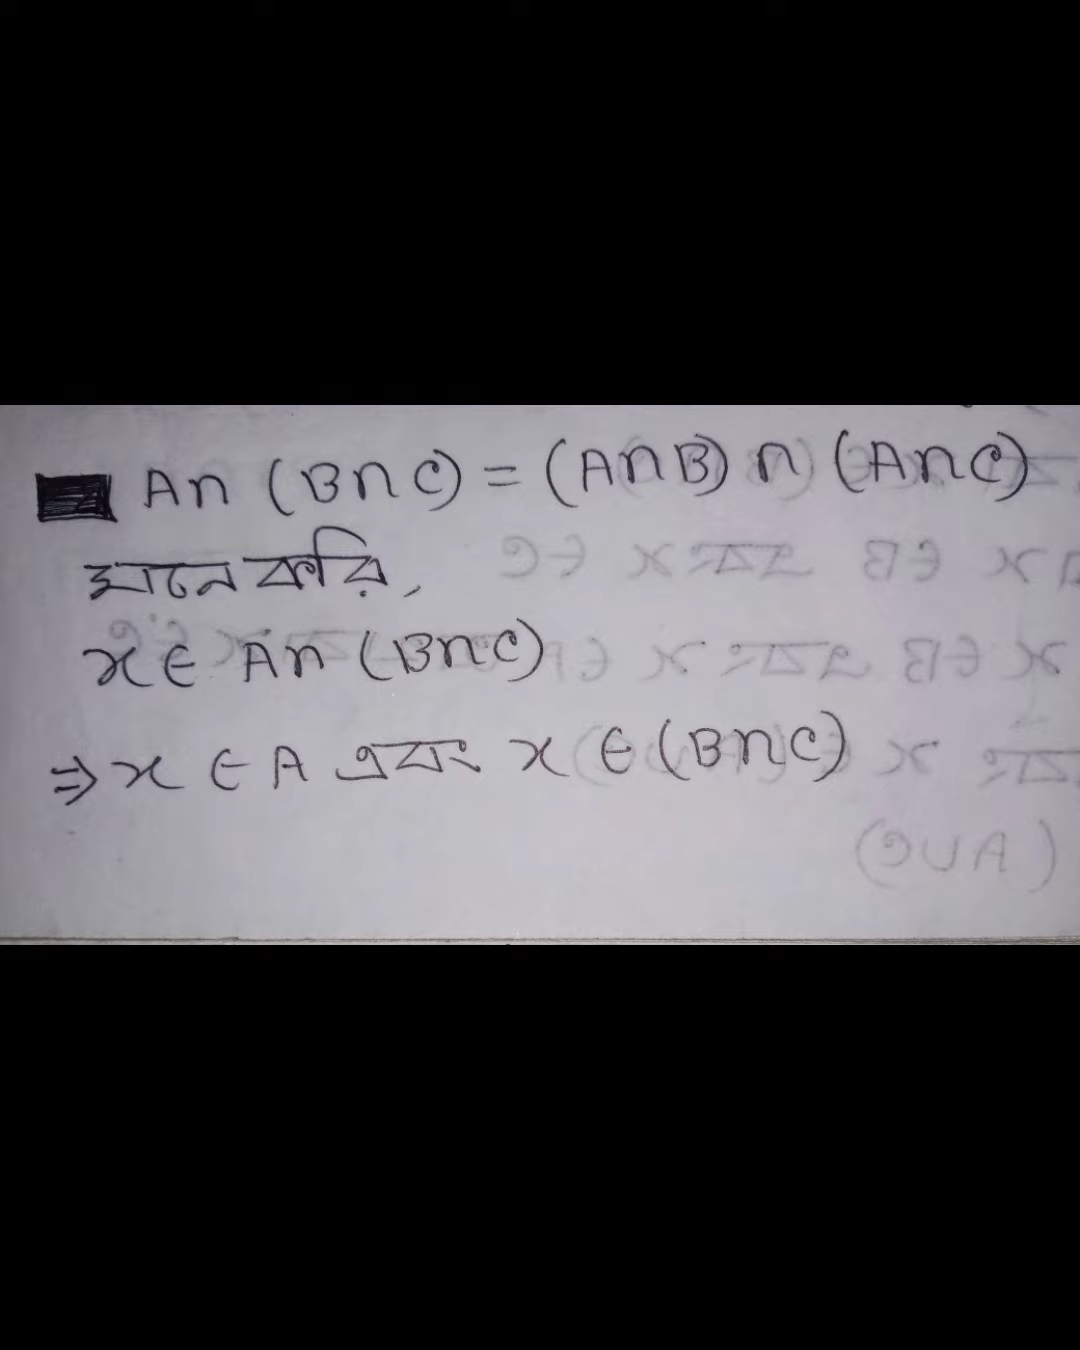 A∩ (B∩C) = (A∩B) ∩ (A∩C)
মনে করি,
x ∈ A∩ (B∩C)
⇒ x ∈ A এবং x ∈ (B∩C)